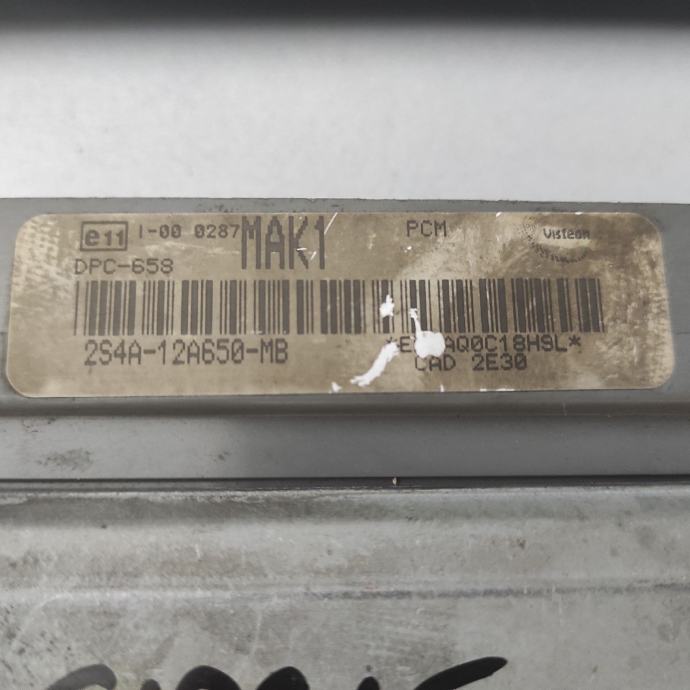 e11 I-00 0287 MAK1 PCM Visteon
DPC-658
2S4A-12A650-MB
CAD 2E30